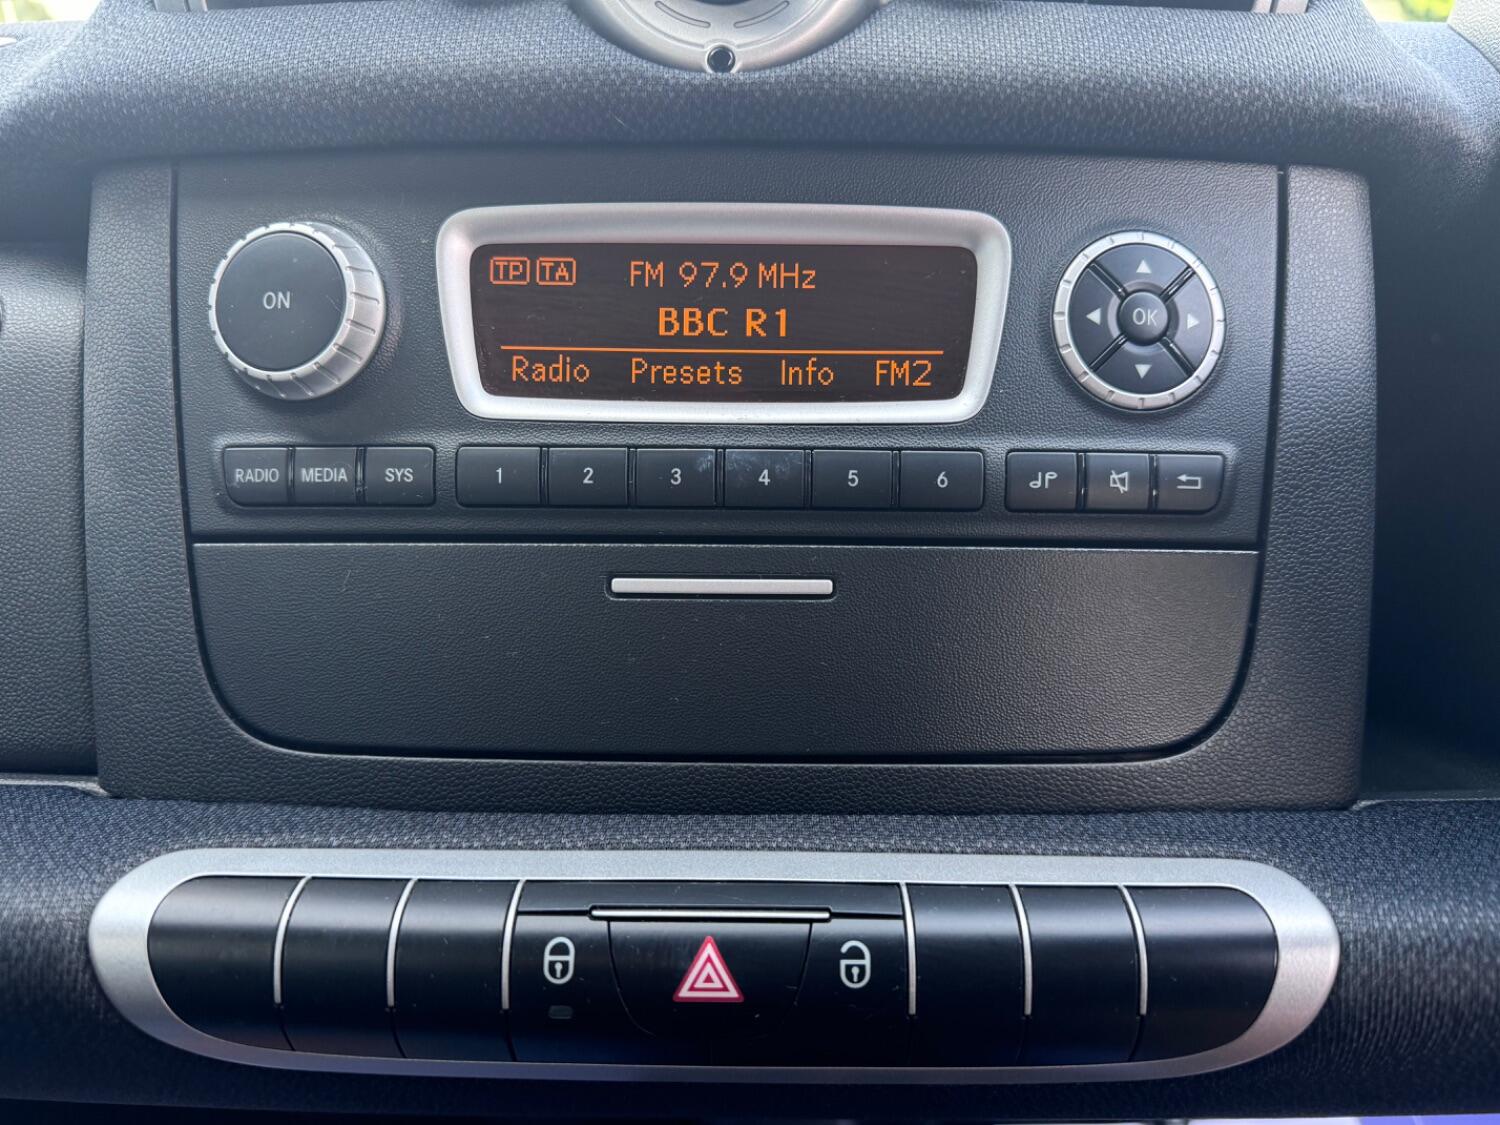 TP TA FM 97.9 MHz
BBC R1
Radio Presets Info FM2
ON
OK
RADIO MEDIA SYS 1 2 3 4 5 6